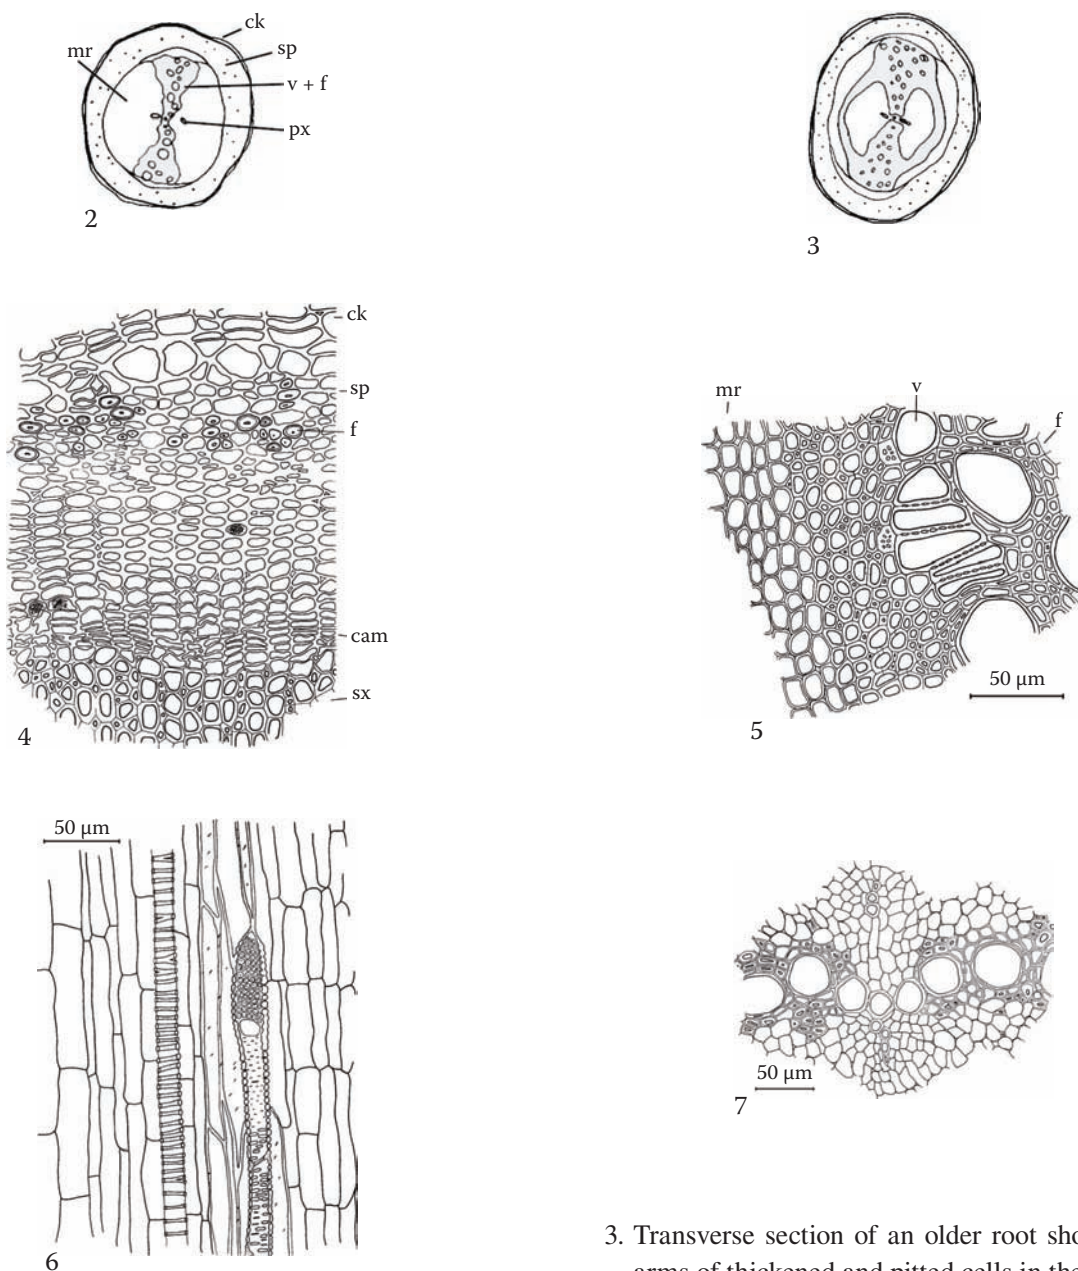 ck
mr
sp
v + f
px
2
3
ck
sp
f
cam
sx
4
mr
v
f
50 µm
5
50 µm
6
50 µm
7
3. Transverse section of an older root sho
arms of thickened and pitted cells in the